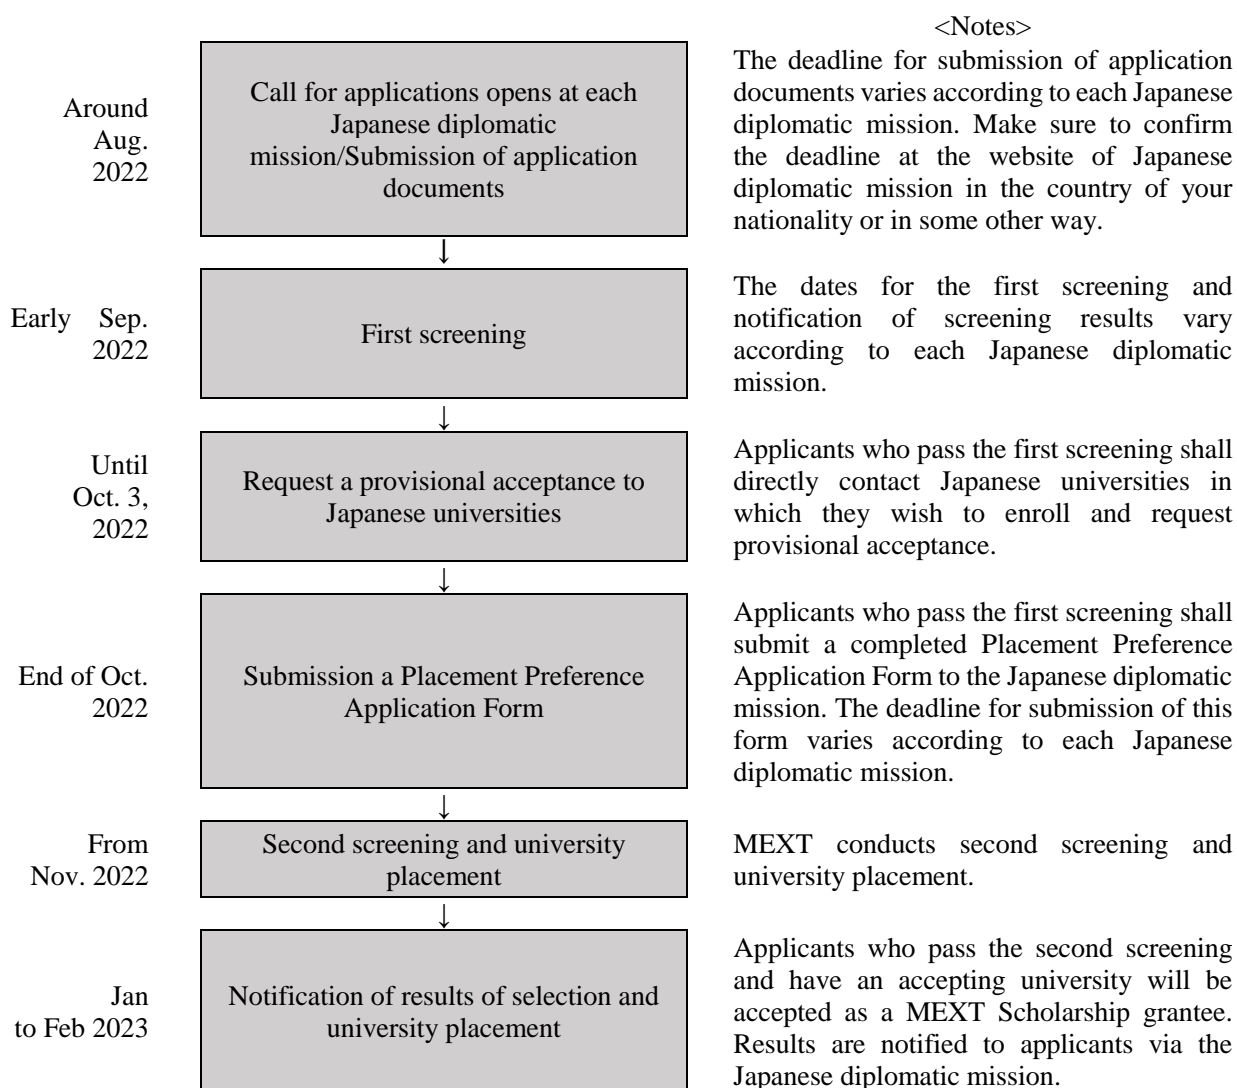 <Notes>
Around
Aug.
2022
Call for applications opens at each
Japanese diplomatic
mission/Submission of application
documents
The deadline for submission of application
documents varies according to each Japanese
diplomatic mission. Make sure to confirm
the deadline at the website of Japanese
diplomatic mission in the country of your
nationality or in some other way.
↓
Early Sep.
2022
First screening
The dates for the first screening and
notification of screening results vary
according to each Japanese diplomatic
mission.
↓
Until
Oct. 3,
2022
Request a provisional acceptance to
Japanese universities
Applicants who pass the first screening shall
directly contact Japanese universities in
which they wish to enroll and request
provisional acceptance.
↓
End of Oct.
2022
Submission a Placement Preference
Application Form
Applicants who pass the first screening shall
submit a completed Placement Preference
Application Form to the Japanese diplomatic
mission. The deadline for submission of this
form varies according to each Japanese
diplomatic mission.
↓
From
Nov. 2022
Second screening and university
placement
MEXT conducts second screening and
university placement.
↓
Jan
to Feb 2023
Notification of results of selection and
university placement
Applicants who pass the second screening
and have an accepting university will be
accepted as a MEXT Scholarship grantee.
Results are notified to applicants via the
Japanese diplomatic mission.